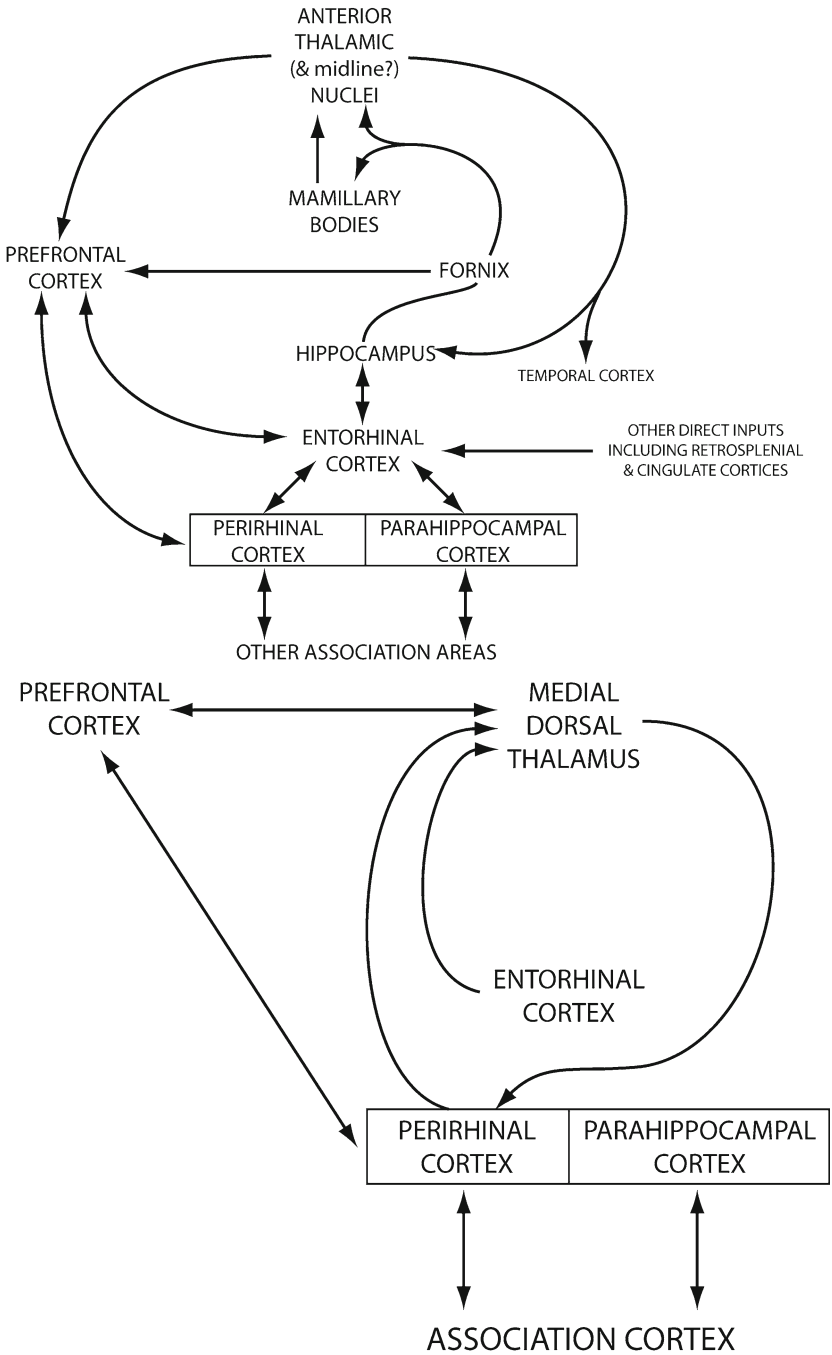 ANTERIOR
THALAMIC
(& midline?)
NUCLEI
MAMILLARY
BODIES
PREFRONTAL
CORTEX
FORNIX
HIPPOCAMPUS
TEMPORAL CORTEX
ENTORHINAL
CORTEX
OTHER DIRECT INPUTS
INCLUDING RETROSPLENIAL
& CINGULATE CORTICES
PERIRHINAL
CORTEX
PARAHIPPOCAMPAL
CORTEX
OTHER ASSOCIATION AREAS
PREFRONTAL
CORTEX
MEDIAL
DORSAL
THALAMUS
ENTORHINAL
CORTEX
PERIRHINAL
CORTEX
PARAHIPPOCAMPAL
CORTEX
ASSOCIATION CORTEX